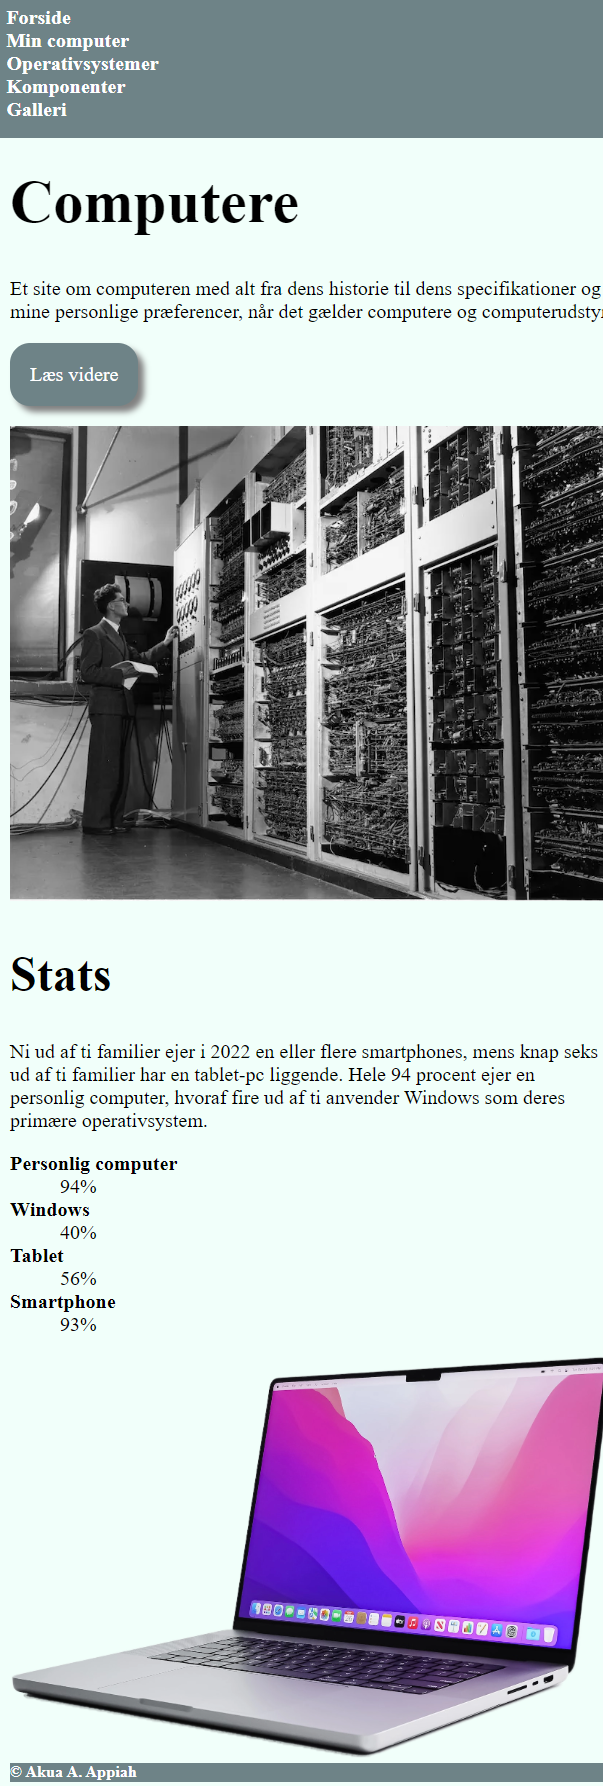 Forside
Min computer
Operativsystemer
Komponenter
Galleri
Computere
Et site om computeren med alt fra dens historie til dens specifikationer og
mine personlige præferencer, når det gælder computere og computerudstyr
Læs videre
Stats
Ni ud af ti familier ejer i 2022 en eller flere smartphones, mens knap seks
ud af ti familier har en tablet-pc liggende. Hele 94 procent ejer en
personlig computer, hvoraf fire ud af ti anvender Windows som deres
primære operativsystem.
Personlig computer
94%
Windows
40%
Tablet
56%
Smartphone
93%
© Akua A. Appiah